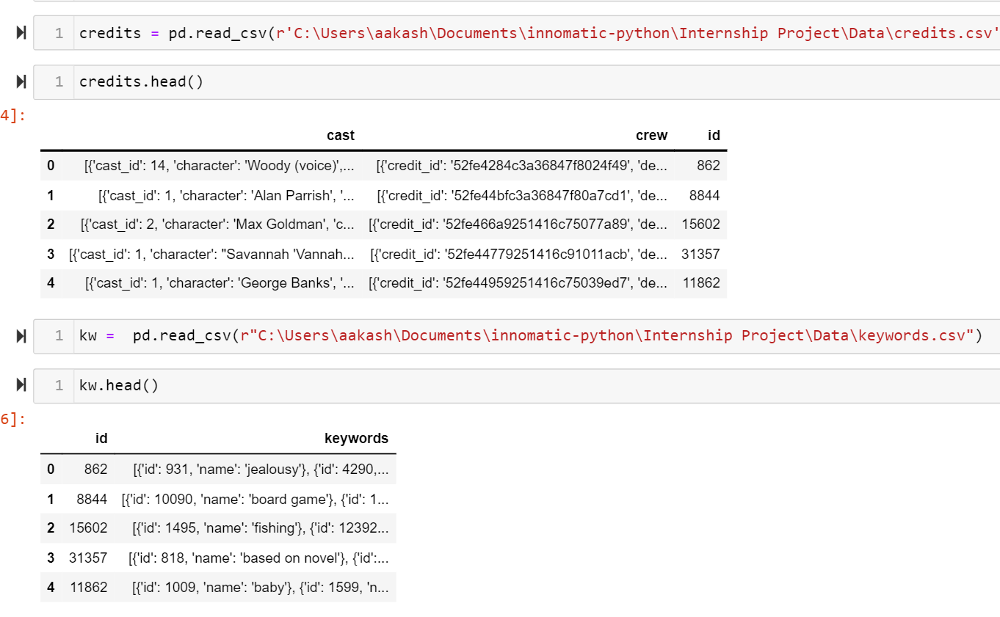 1 credits = pd.read_csv(r'C:\Users\aakash\Documents\innomatic-python\Internship Project\Data\credits.csv'
1 credits.head()
4]:
cast crew id
0 [{'cast_id': 14, 'character': 'Woody (voice)',... [{'credit_id': '52fe4284c3a36847f8024f49', 'de... 862
1 [{'cast_id': 1, 'character': 'Alan Parrish', '... [{'credit_id': '52fe44bfc3a36847f80a7cd1', 'de... 8844
2 [{'cast_id': 2, 'character': 'Max Goldman', 'c... [{'credit_id': '52fe466a9251416c75077a89', 'de... 15602
3 [{'cast_id': 1, 'character': "Savannah 'Vannah... [{'credit_id': '52fe44779251416c91011acb', 'de... 31357
4 [{'cast_id': 1, 'character': 'George Banks', '... [{'credit_id': '52fe44959251416c75039ed7', 'de... 11862
1 kw = pd.read_csv(r"C:\Users\aakash\Documents\innomatic-python\Internship Project\Data\keywords.csv")
1 kw.head()
6]:
id keywords
0 862 [{'id': 931, 'name': 'jealousy'}, {'id': 4290,...
1 8844 [{'id': 10090, 'name': 'board game'}, {'id': 1...
2 15602 [{'id': 1495, 'name': 'fishing'}, {'id': 12392...
3 31357 [{'id': 818, 'name': 'based on novel'}, {'id':...
4 11862 [{'id': 1009, 'name': 'baby'}, {'id': 1599, 'n...